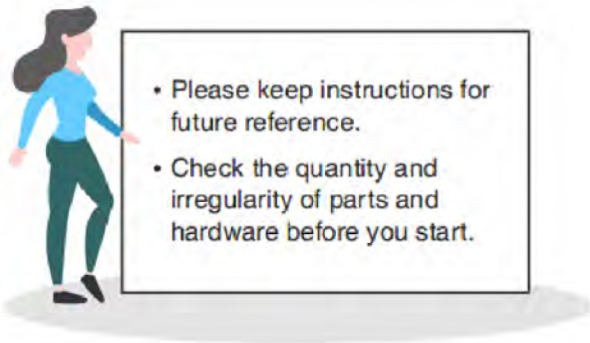 • Please keep instructions for
future reference.
• Check the quantity and
irregularity of parts and
hardware before you start.